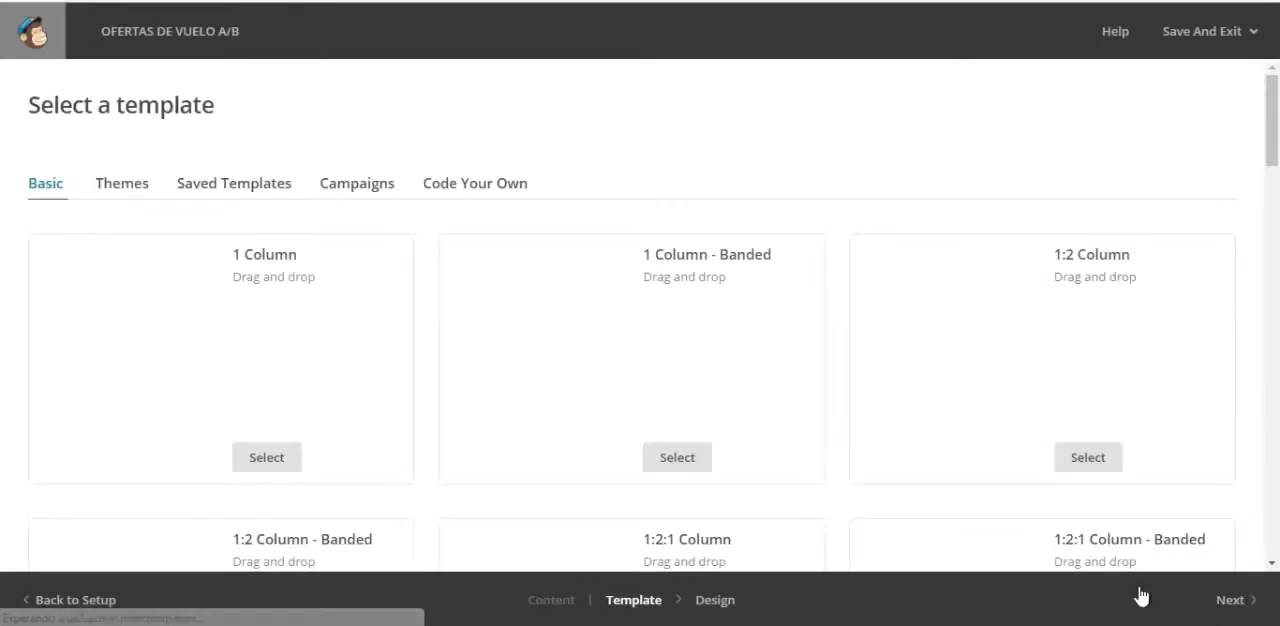 OFERTAS DE VUELO A/B
Help
Save And Exit
Select a template
Basic
Themes
Saved Templates
Campaigns
Code Your Own
1 Column
Drag and drop
Select
1 Column - Banded
Drag and drop
Select
1:2 Column
Drag and drop
Select
1:2 Column - Banded
Drag and drop
1:2:1 Column
Drag and drop
1:2:1 Column - Banded
Drag and drop
Back to Setup
Content | Template > Design
Next
Esperando a